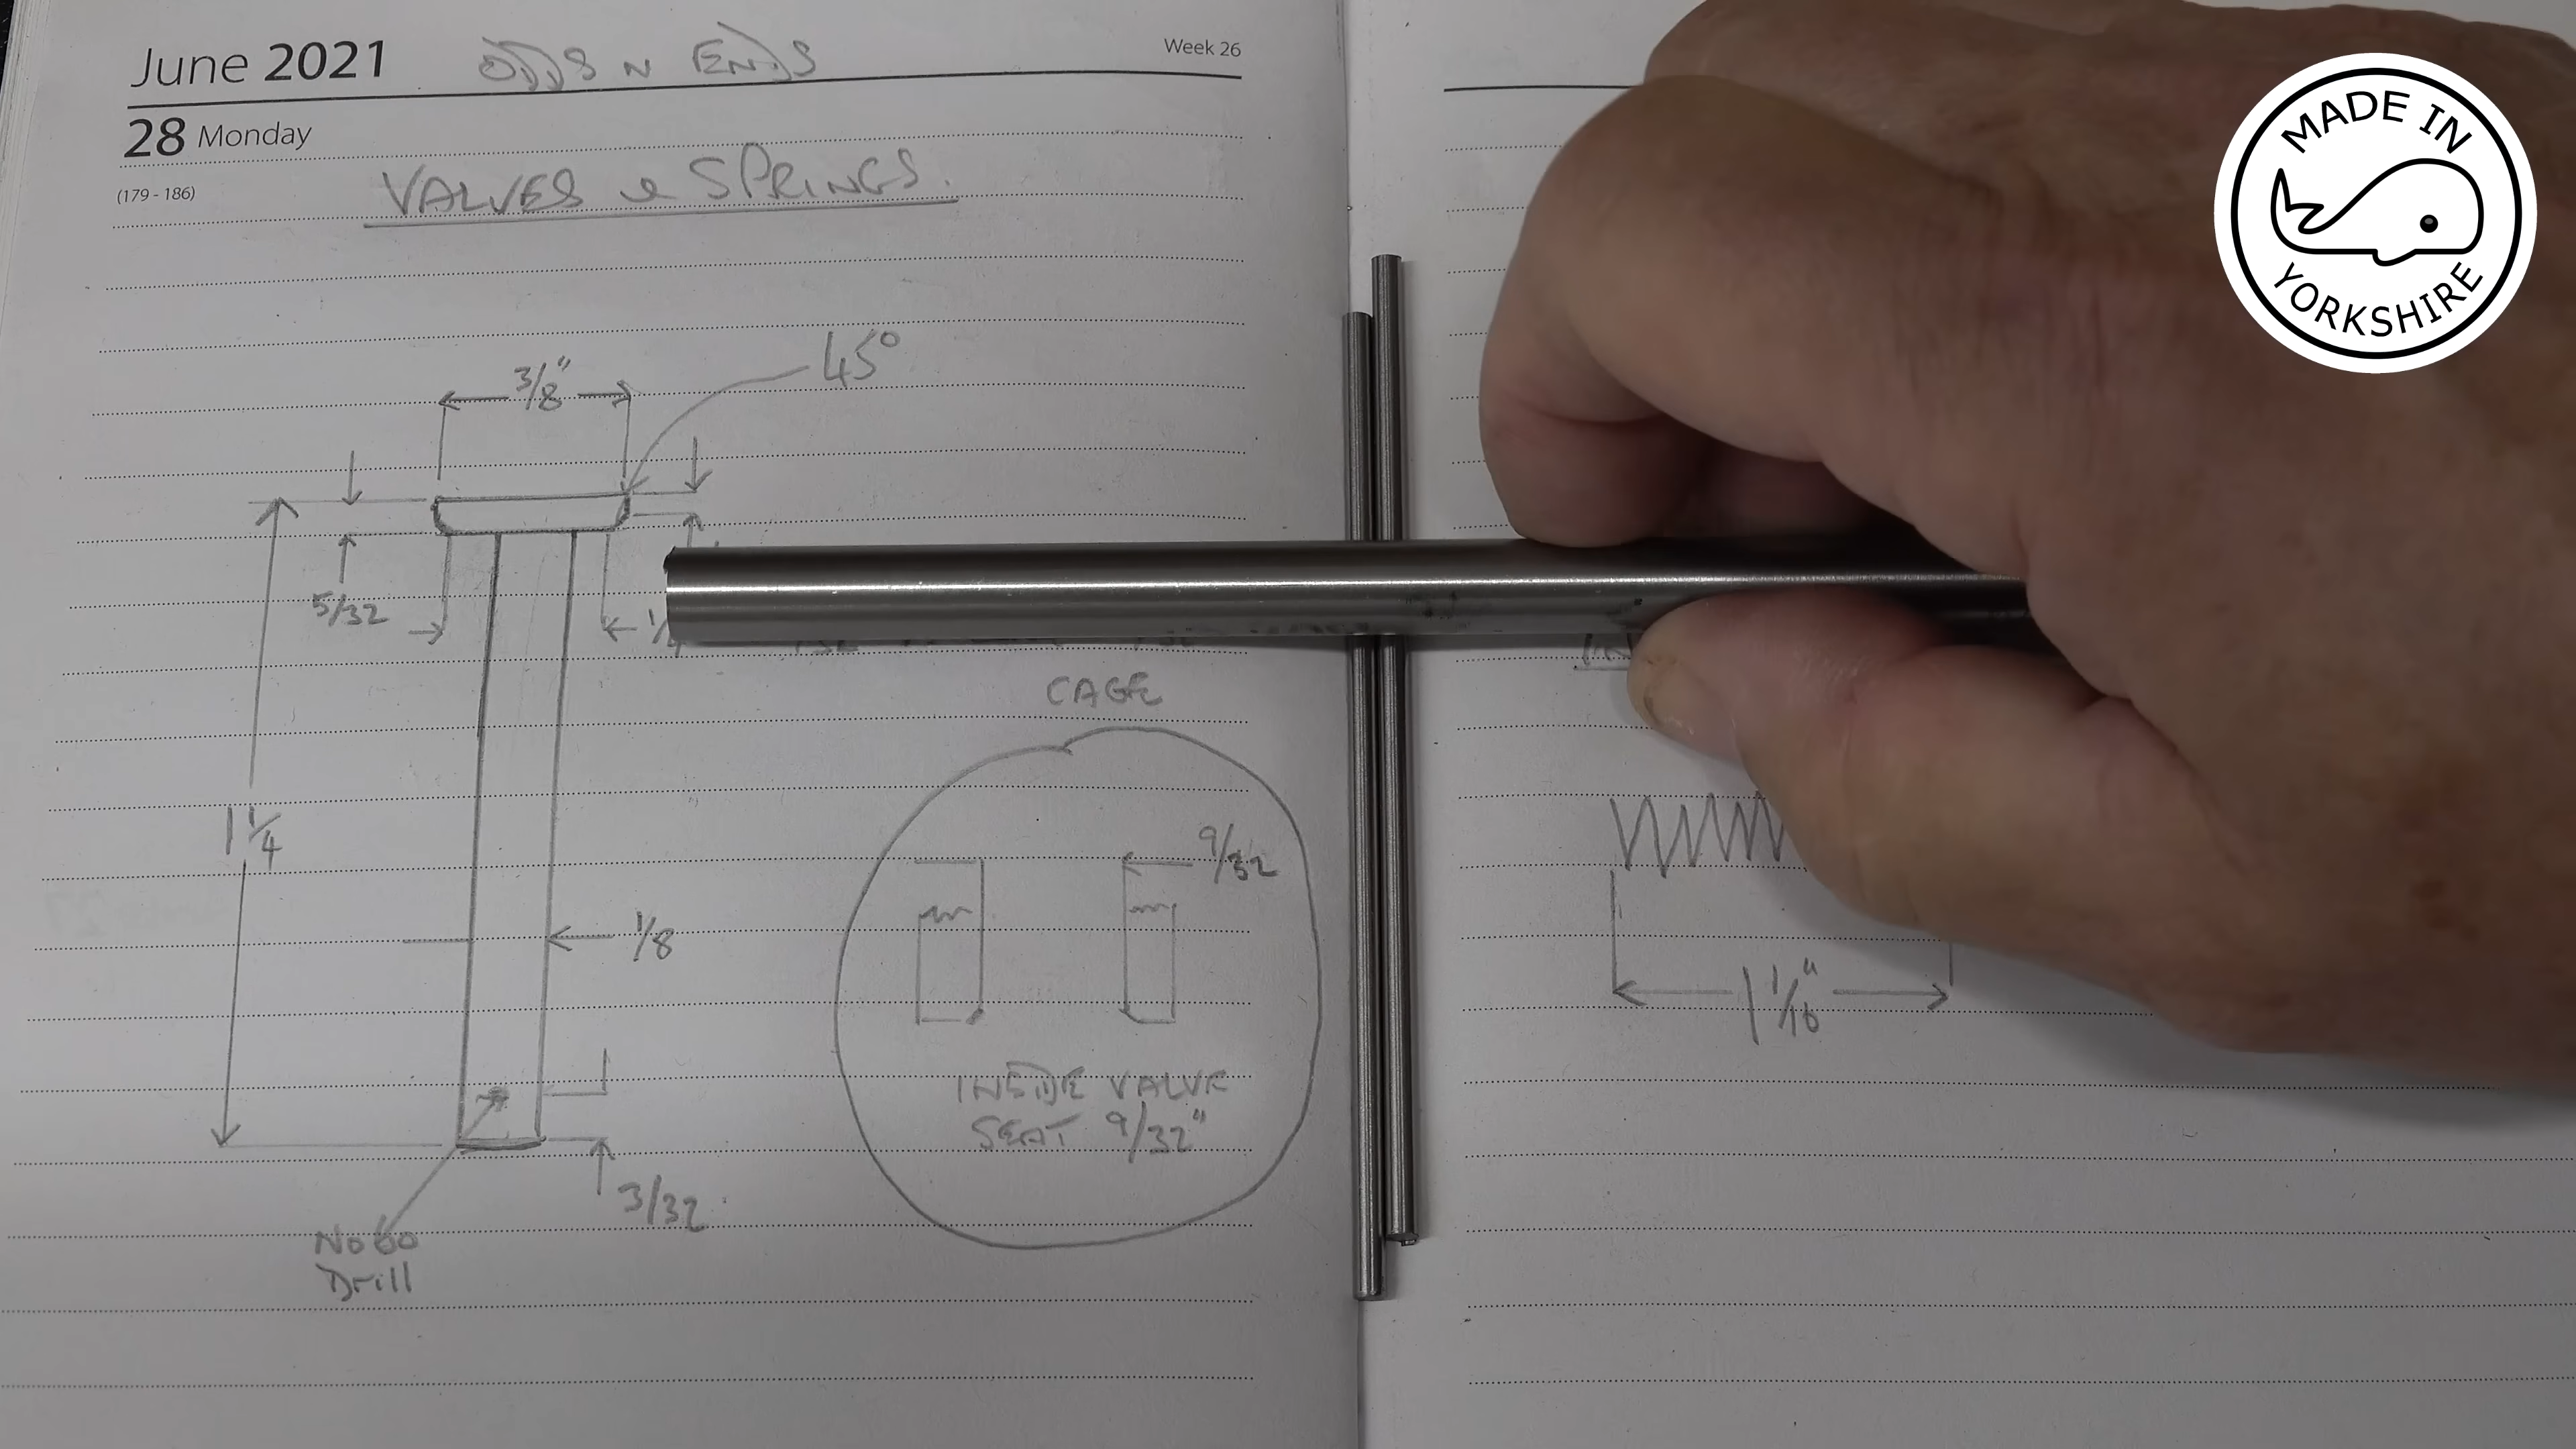 June 2021
ODDS N ENDS
Week 26
28 Monday
(179 - 186)
VALVES & SPRINGS.
3/8"
45°
5/32
CAGE
1 1/4
9/32
1/8
1 1/16"
INSIDE VALVE
SEAT 9/32"
3/32
No 60
Drill
MADE IN
YORKSHIRE